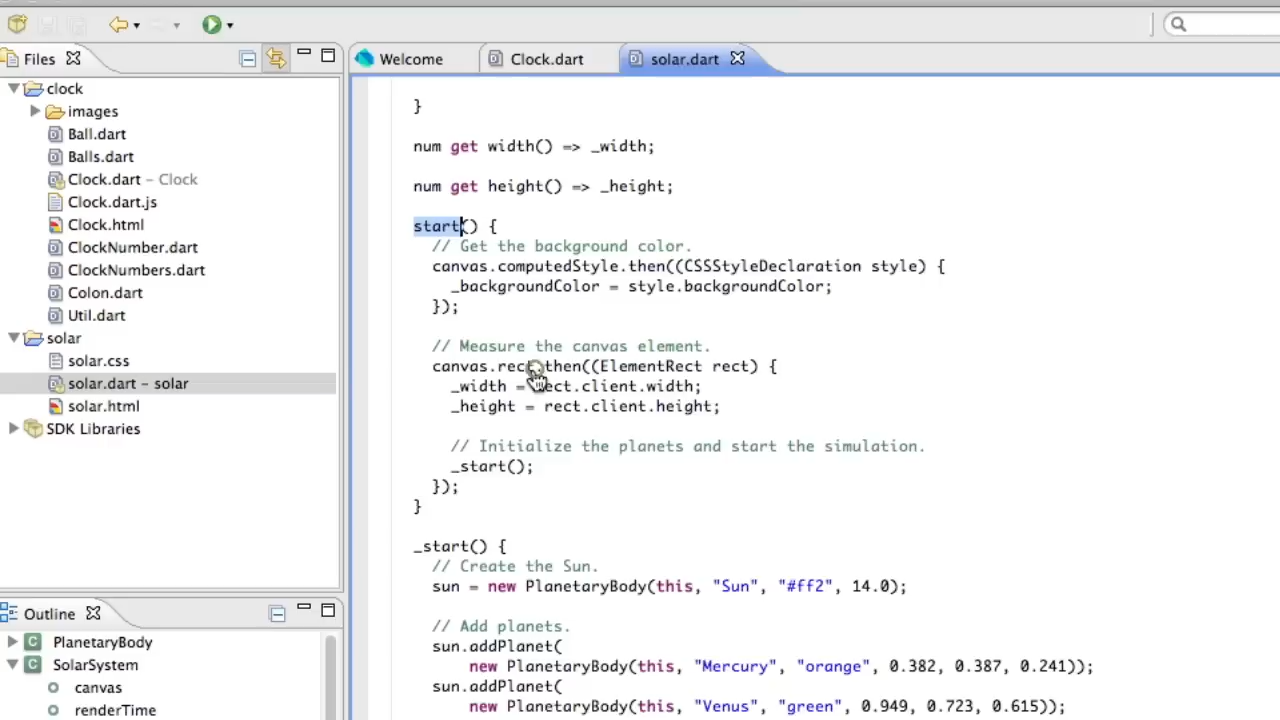 Files
Welcome
Clock.dart
solar.dart
clock
images
Ball.dart
Balls.dart
Clock.dart – Clock
Clock.dart.js
Clock.html
ClockNumber.dart
ClockNumbers.dart
Colon.dart
Util.dart
solar
solar.css
solar.dart – solar
solar.html
SDK Libraries
Outline
PlanetaryBody
SolarSystem
canvas
renderTime
}
num get width() => _width;
num get height() => _height;
start() {
// Get the background color.
canvas.computedStyle.then((CSSStyleDeclaration style) {
_backgroundColor = style.backgroundColor;
});
// Measure the canvas element.
canvas.rect.then((ElementRect rect) {
_width = rect.client.width;
_height = rect.client.height;
// Initialize the planets and start the simulation.
_start();
});
}
_start() {
// Create the Sun.
sun = new PlanetaryBody(this, "Sun", "#ff2", 14.0);
// Add planets.
sun.addPlanet(
new PlanetaryBody(this, "Mercury", "orange", 0.382, 0.387, 0.241));
sun.addPlanet(
new PlanetaryBody(this, "Venus", "green", 0.949, 0.723, 0.615));